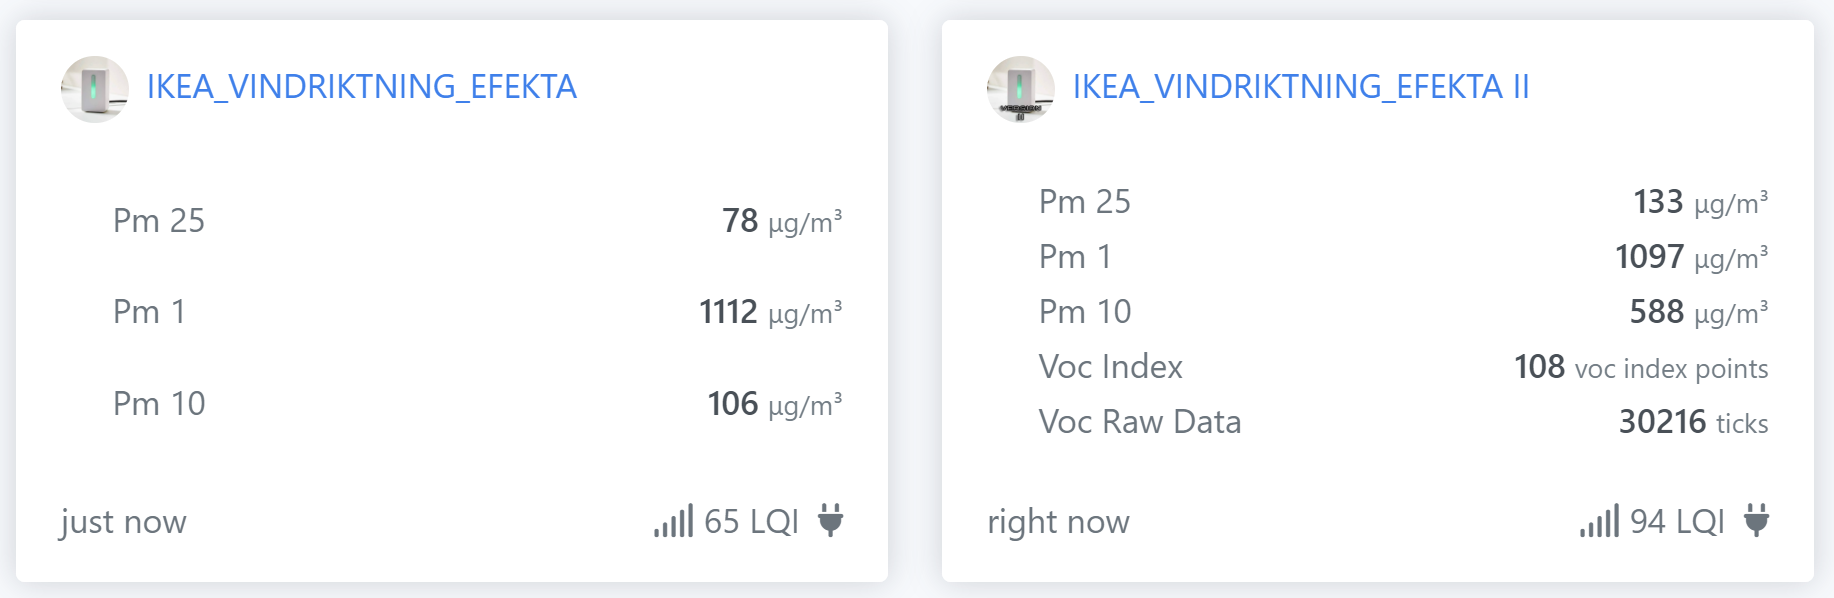 IKEA_VINDRIKTNING_EFEKTA
Pm 25 78 µg/m³
Pm 1 1112 µg/m³
Pm 10 106 µg/m³
just now 65 LQI
IKEA_VINDRIKTNING_EFEKTA II
VERSION
II
Pm 25 133 µg/m³
Pm 1 1097 µg/m³
Pm 10 588 µg/m³
Voc Index 108 voc index points
Voc Raw Data 30216 ticks
right now 94 LQI